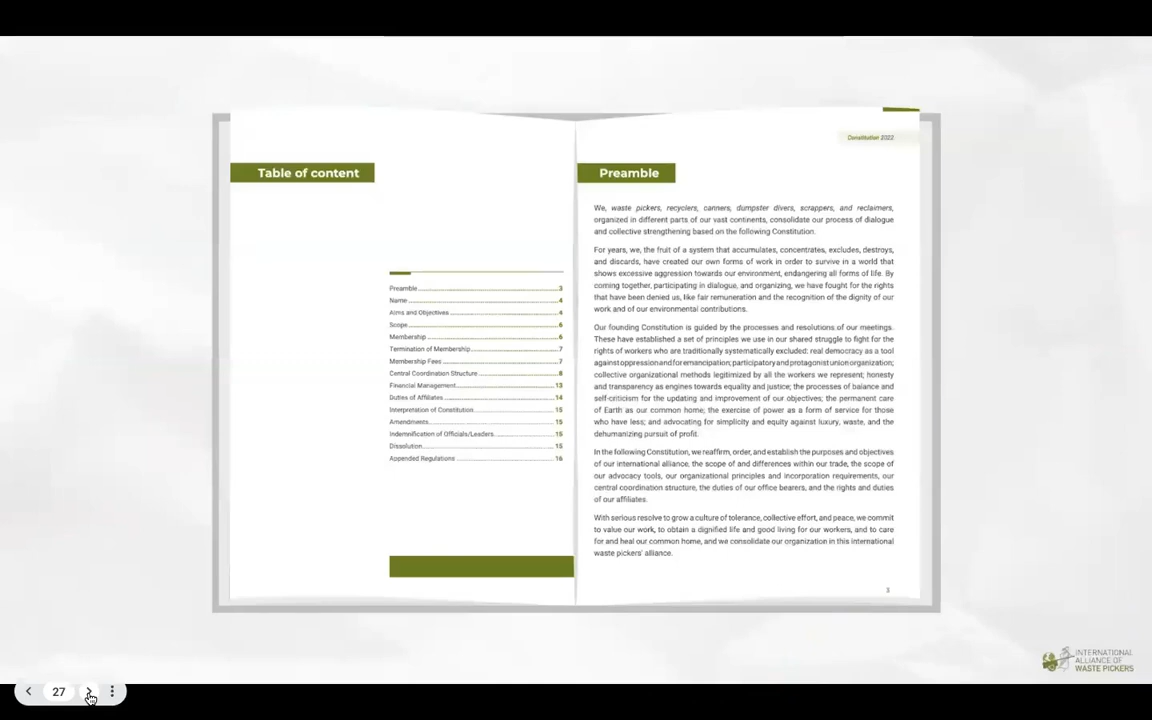 Table of content
Preamble 3
Name 4
Aims and Objectives 4
Scope 6
Membership 6
Termination of Membership 7
Membership Fees 7
Central Coordination Structure 8
Financial Management 13
Duties of Affiliates 14
Interpretation of Constitution 15
Amendments 15
Indemnification of Officials/Leaders 15
Dissolution 15
Appended Regulations 16
Constitution 2022
Preamble
We, waste pickers, recyclers, canners, dumpster divers, scrappers, and reclaimers,
organized in different parts of our vast continents, consolidate our process of dialogue
and collective strengthening based on the following Constitution.
For years, we, the fruit of a system that accumulates, concentrates, excludes, destroys,
and discards, have created our own forms of work in order to survive in a world that
shows excessive aggression towards our environment, endangering all forms of life. By
coming together, participating in dialogue, and organizing, we have fought for the rights
that have been denied us, like fair remuneration and the recognition of the dignity of our
work and of our environmental contributions.
Our founding Constitution is guided by the processes and resolutions of our meetings.
These have established a set of principles we use in our shared struggle to fight for the
rights of workers who are traditionally systematically excluded: real democracy as a tool
against oppression and for emancipation; participatory and protagonist union organization;
collective organizational methods legitimized by all the workers we represent; honesty
and transparency as engines towards equality and justice; the processes of balance and
self-criticism for the updating and improvement of our objectives; the permanent care
of Earth as our common home; the exercise of power as a form of service for those
who have less; and advocating for simplicity and equity against luxury, waste, and the
dehumanizing pursuit of profit.
In the following Constitution, we reaffirm, order, and establish the purposes and objectives
of our international alliance, the scope of and differences within our trade, the scope of
our advocacy tools, our organizational principles and incorporation requirements, our
central coordination structure, the duties of our office bearers, and the rights and duties
of our affiliates.
With serious resolve to grow a culture of tolerance, collective effort, and peace, we commit
to value our work, to obtain a dignified life and good living for our workers, and to care
for and heal our common home, and we consolidate our organization in this international
waste pickers' alliance.
3
INTERNATIONAL
ALLIANCE OF
WASTE PICKERS
27